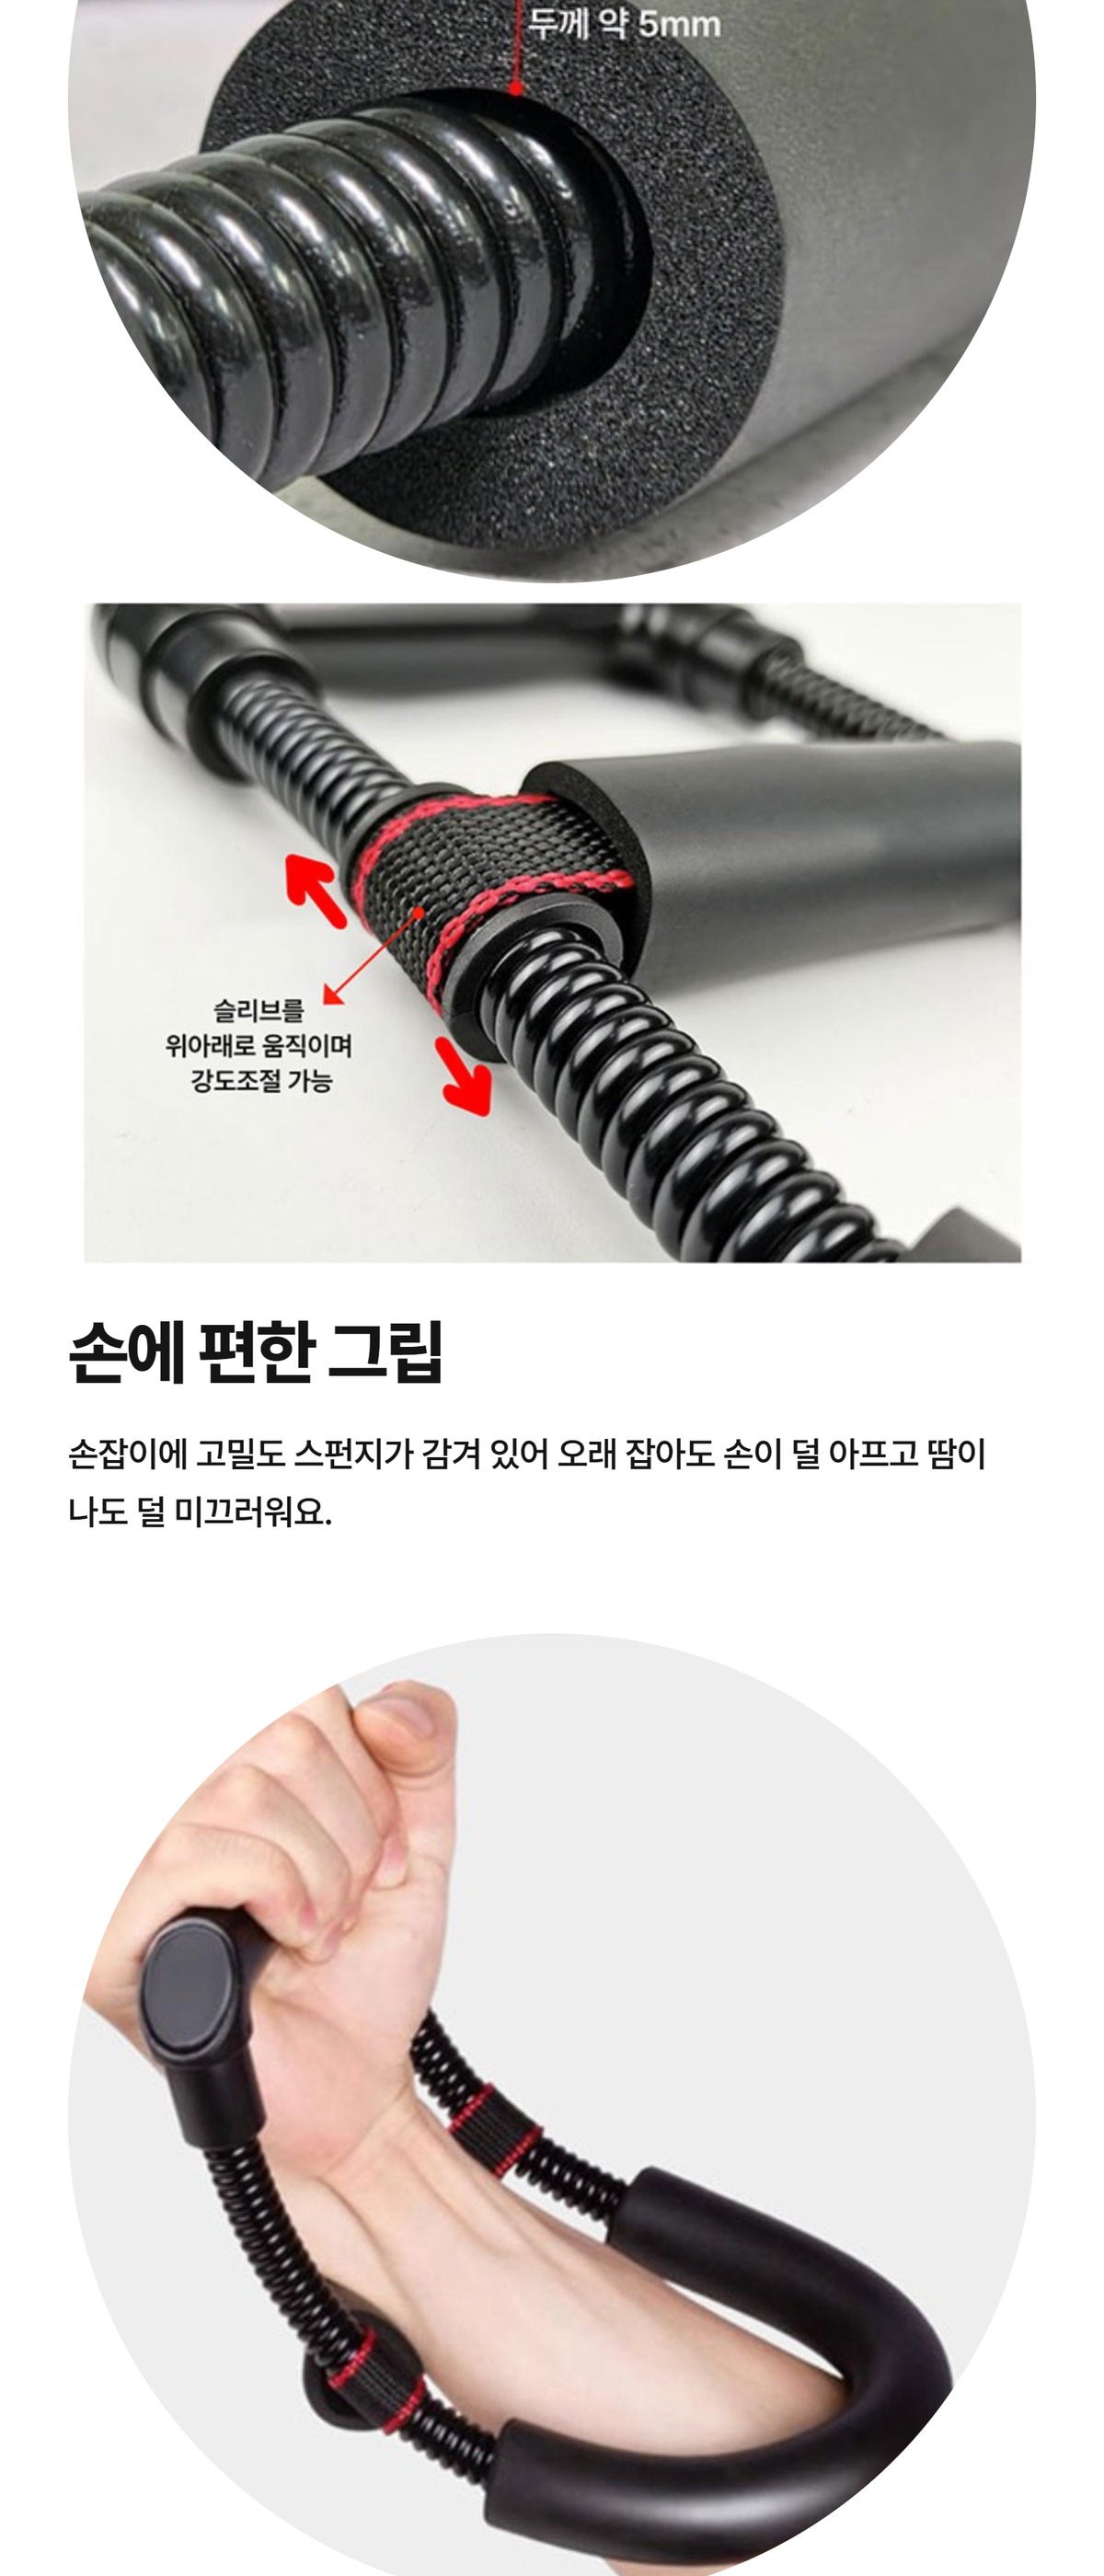 두께 약 5mm
슬리브를
위아래로 움직이며
강도조절 가능
손에 편한 그립
손잡이에 고밀도 스펀지가 감겨 있어 오래 잡아도 손이 덜 아프고 땀이
나도 덜 미끄러워요.